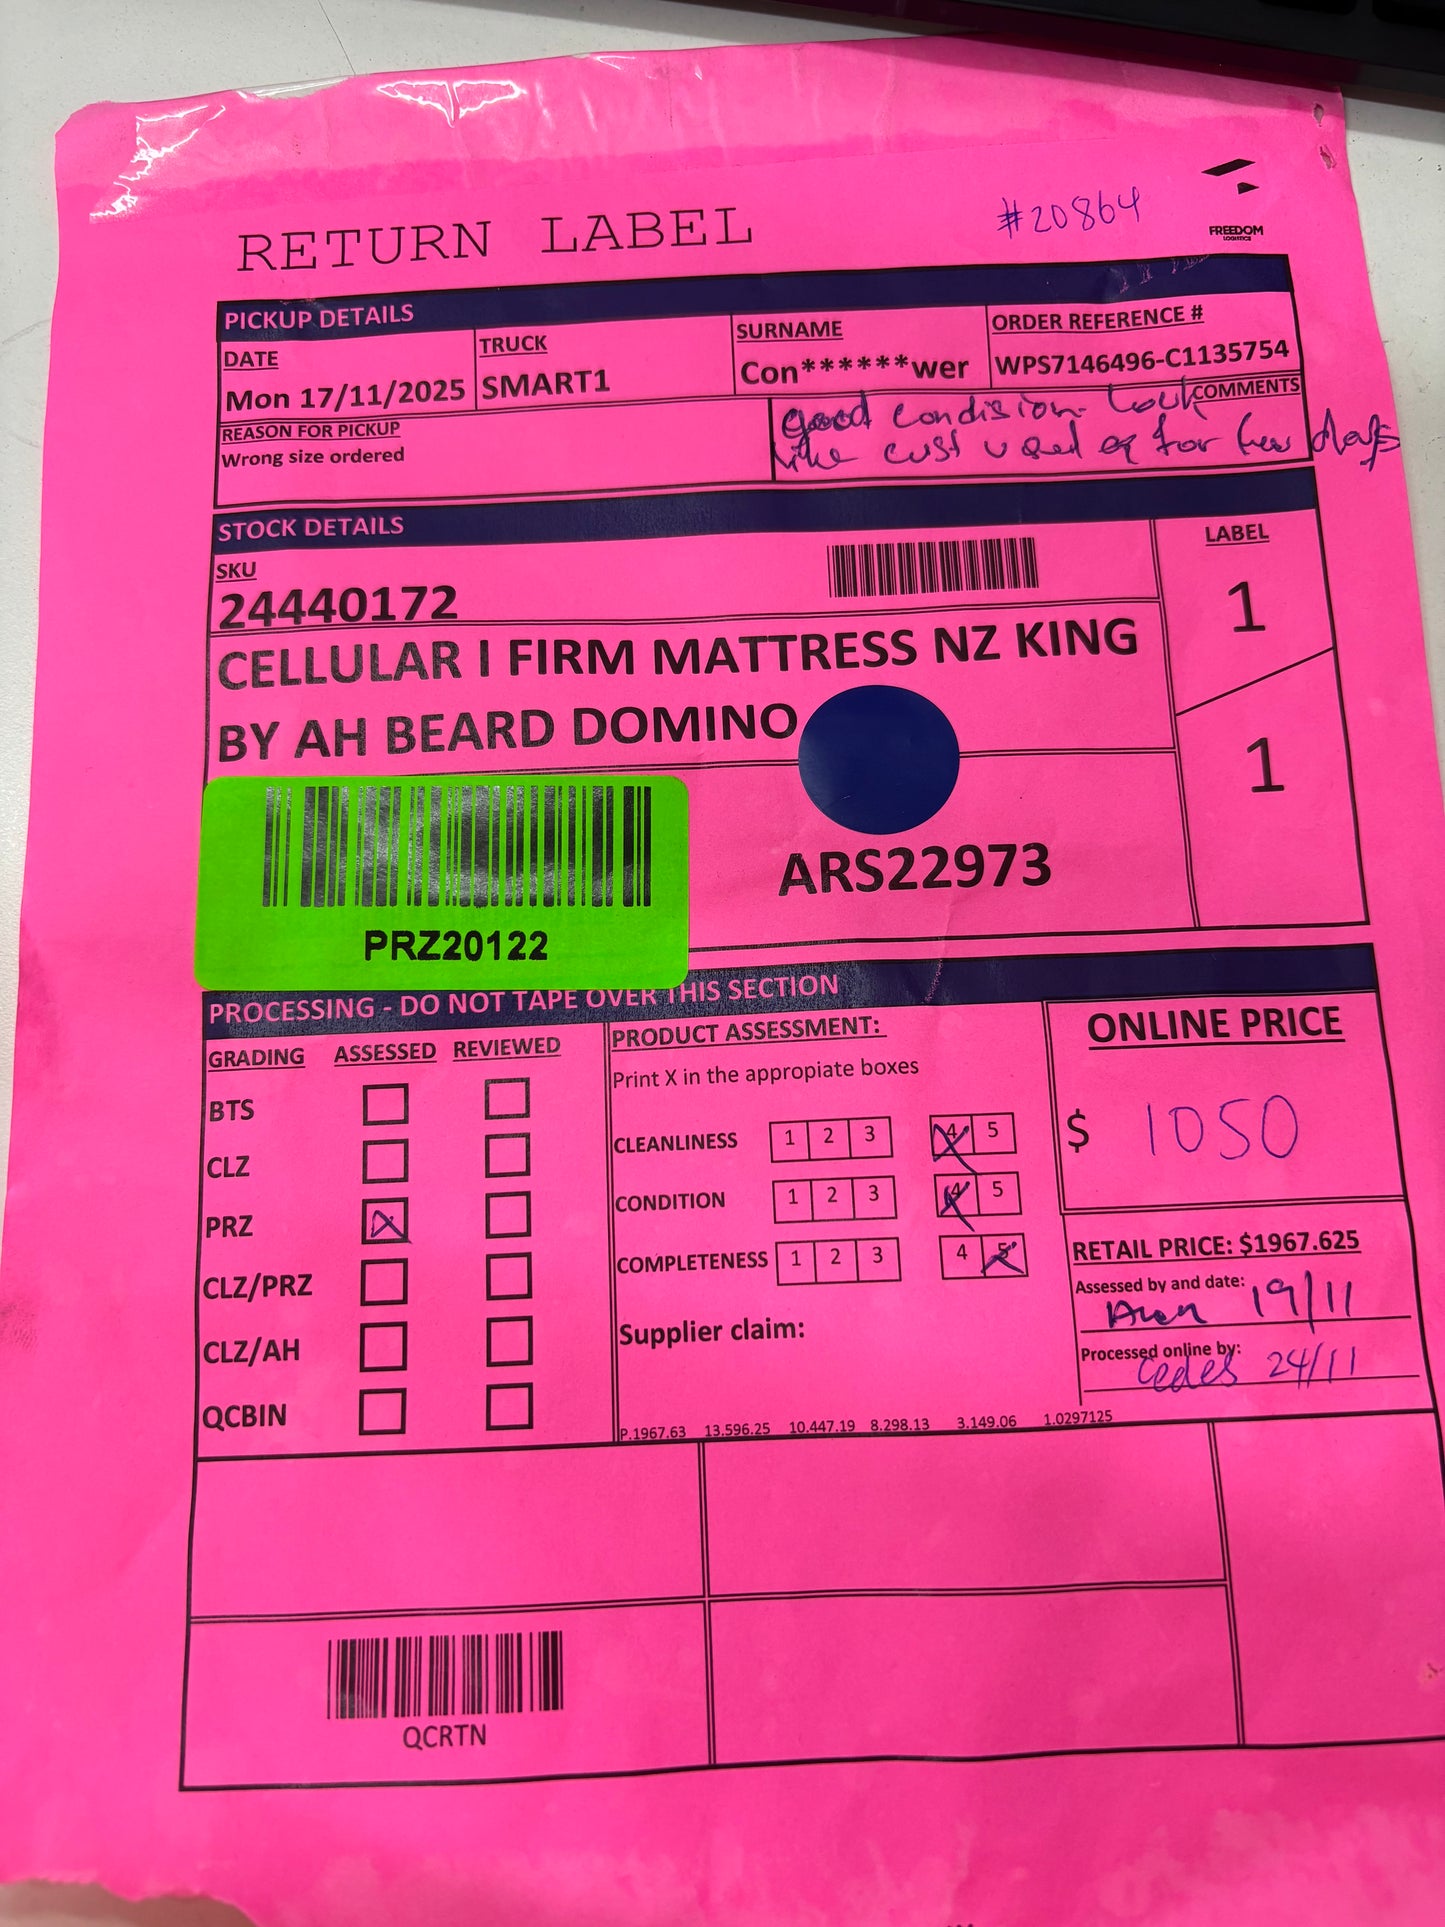 RETURN LABEL
#20864
FREEDOM
LOGISTICS
PICKUP DETAILS
DATE
Mon 17/11/2025
TRUCK
SMART1
SURNAME
Con******wer
ORDER REFERENCE #
WPS7146496-C1135754
REASON FOR PICKUP
Wrong size ordered
COMMENTS
good condision. Look
like cust used for few days
STOCK DETAILS
SKU
24440172
CELLULAR I FIRM MATTRESS NZ KING
BY AH BEARD DOMINO
LABEL
1
1
PRZ20122
ARS22973
PROCESSING - DO NOT TAPE OVER THIS SECTION
GRADING ASSESSED REVIEWED
BTS
CLZ
PRZ X
CLZ/PRZ
CLZ/AH
QCBIN
PRODUCT ASSESSMENT:
Print X in the appropiate boxes
CLEANLINESS 1 2 3 4 5
CONDITION 1 2 3 4 5
COMPLETENESS 1 2 3 4 5
Supplier claim:
P.1967.63 13.596.25 10.447.19 8.298.13 3.149.06 1.0297125
ONLINE PRICE
$ 1050
RETAIL PRICE: $1967.625
Assessed by and date:
19/11
Processed online by:
Cedes 24/11
QCRTN